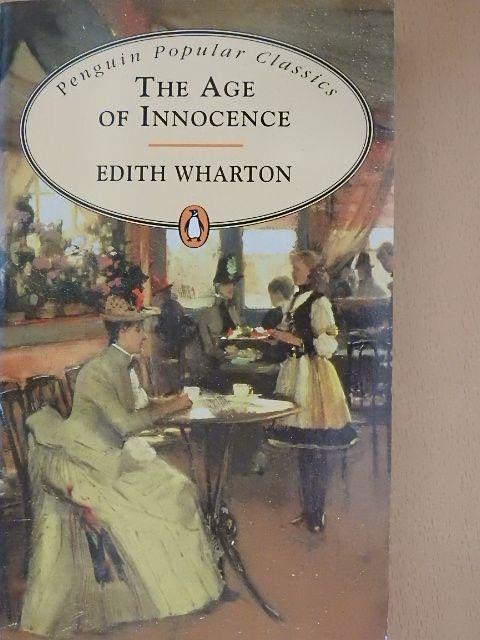 Penguin Popular Classics
THE AGE
OF INNOCENCE
EDITH WHARTON